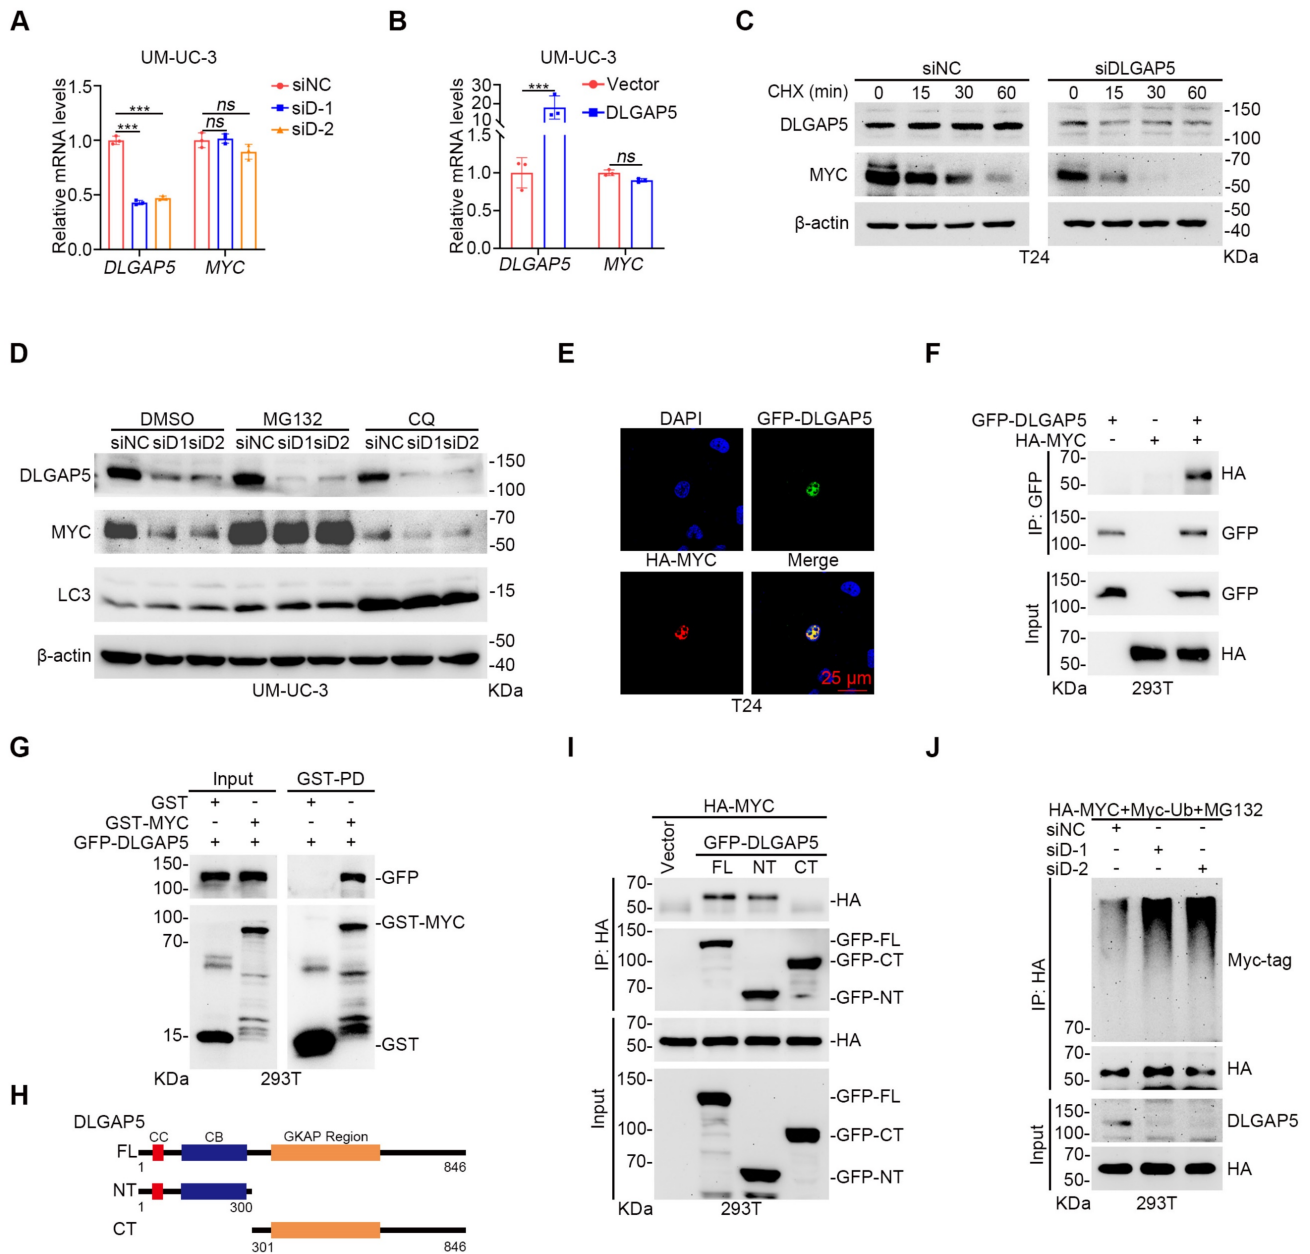 A
UM-UC-3
Relative mRNA levels
1.5
1.0
0.5
0.0
***
***
ns
ns
siNC
siD-1
siD-2
DLGAP5
MYC
B
UM-UC-3
Relative mRNA levels
30
20
10
1.5
1.0
0.5
0.0
***
ns
Vector
DLGAP5
DLGAP5
MYC
C
siNC
siDLGAP5
CHX (min) 0 15 30 60 0 15 30 60
DLGAP5
-150
-100
MYC
-70
-50
β-actin
-50
-40
T24
KDa
D
DMSO MG132 CQ
siNC siD1 siD2 siNC siD1 siD2 siNC siD1 siD2
DLGAP5
-150
-100
MYC
-70
-50
LC3
-15
β-actin
-50
-40
UM-UC-3
KDa
E
DAPI GFP-DLGAP5
HA-MYC Merge
25 μm
T24
F
GFP-DLGAP5 + - +
HA-MYC - + +
IP: GFP
70-
50-
HA
150-
100-
GFP
Input
150-
100-
GFP
70-
50-
HA
KDa
293T
G
Input GST-PD
GST + - + -
GST-MYC - + - +
GFP-DLGAP5 + + + +
150-
100-
-GFP
100-
70-
15-
-GST-MYC
-GST
KDa
293T
H
DLGAP5
CC CB GKAP Region
FL
1 846
NT
1 300
CT
301 846
I
HA-MYC
Vector
GFP-DLGAP5
FL NT CT
IP: HA
70-
50-
-HA
150-
100-
70-
-GFP-FL
-GFP-CT
-GFP-NT
Input
70-
50-
-HA
150-
100-
70-
-GFP-FL
-GFP-CT
-GFP-NT
KDa
293T
J
HA-MYC+Myc-Ub+MG132
siNC + - -
siD-1 - + -
siD-2 - - +
IP: HA
70-
Myc-tag
70-
50-
HA
Input
150-
100-
DLGAP5
70-
50-
HA
KDa
293T